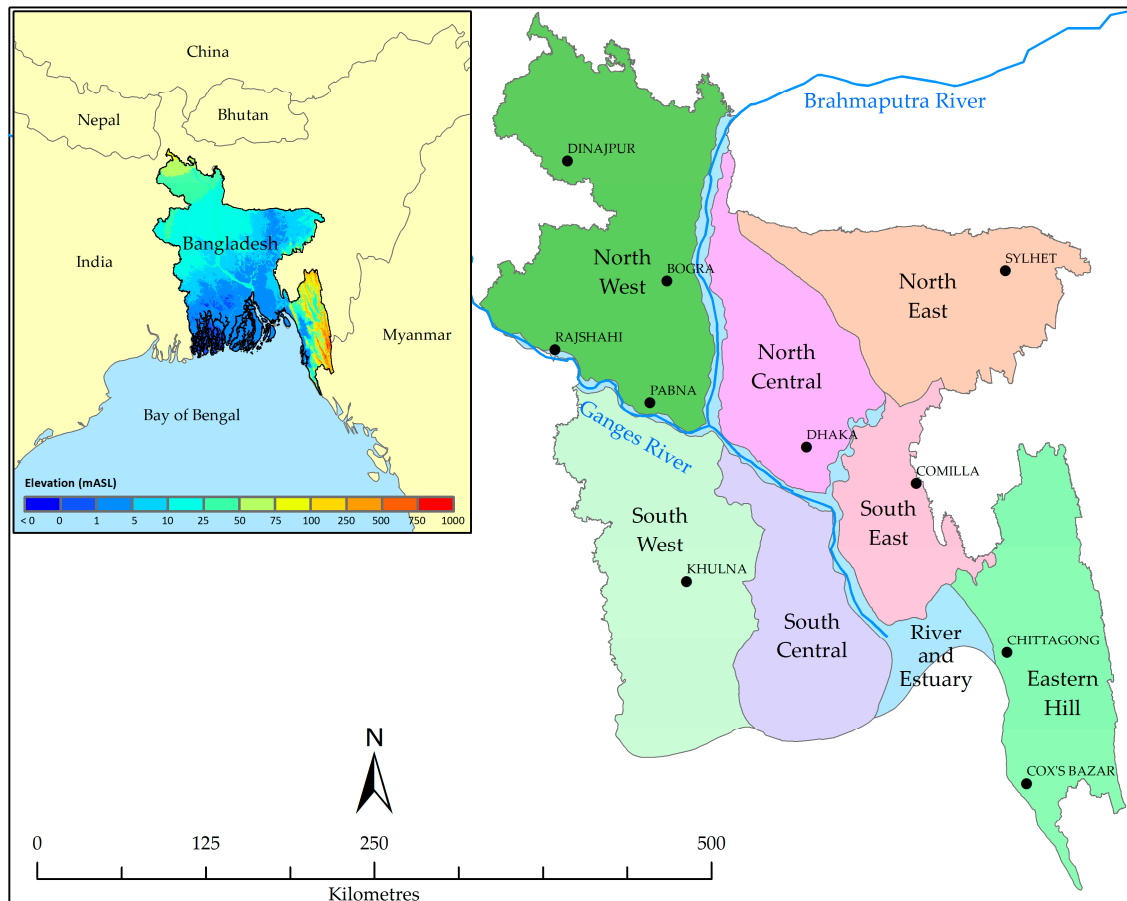 China
Nepal
Bhutan
Bangladesh
India
Myanmar
Bay of Bengal
Elevation (mASL)
< 0 0 1 5 10 25 50 75 100 250 500 750 1000
Brahmaputra River
DINAJPUR
North
West
BOGRA
RAJSHAHI
PABNA
Ganges River
North
East
SYLHET
North
Central
DHAKA
COMILLA
South
East
South
West
KHULNA
South
Central
River
and
Estuary
CHITTAGONG
Eastern
Hill
COX'S BAZAR
N
0 125 250 500
Kilometres